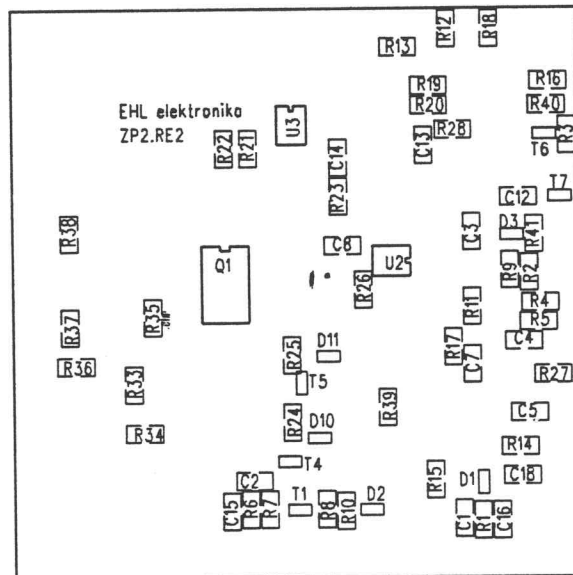 R12
R18
R13
R19
R16
R20
R40
EHL elektronika
ZP2.RE2
U3
R22
R21
C14
C13
R28
R3
T6
R23
T7
C12
R38
C3
D3
R41
C8
U2
Q1
R26
R9
R2
R11
R4
R5
R37
R35
R17
C4
D11
R25
C7
R36
R33
T5
R27
R39
C5
R24
D10
R34
R14
T4
C2
R15
D1
C18
C15
R6
R7
T1
R8
R10
D2
C1
R1
C16